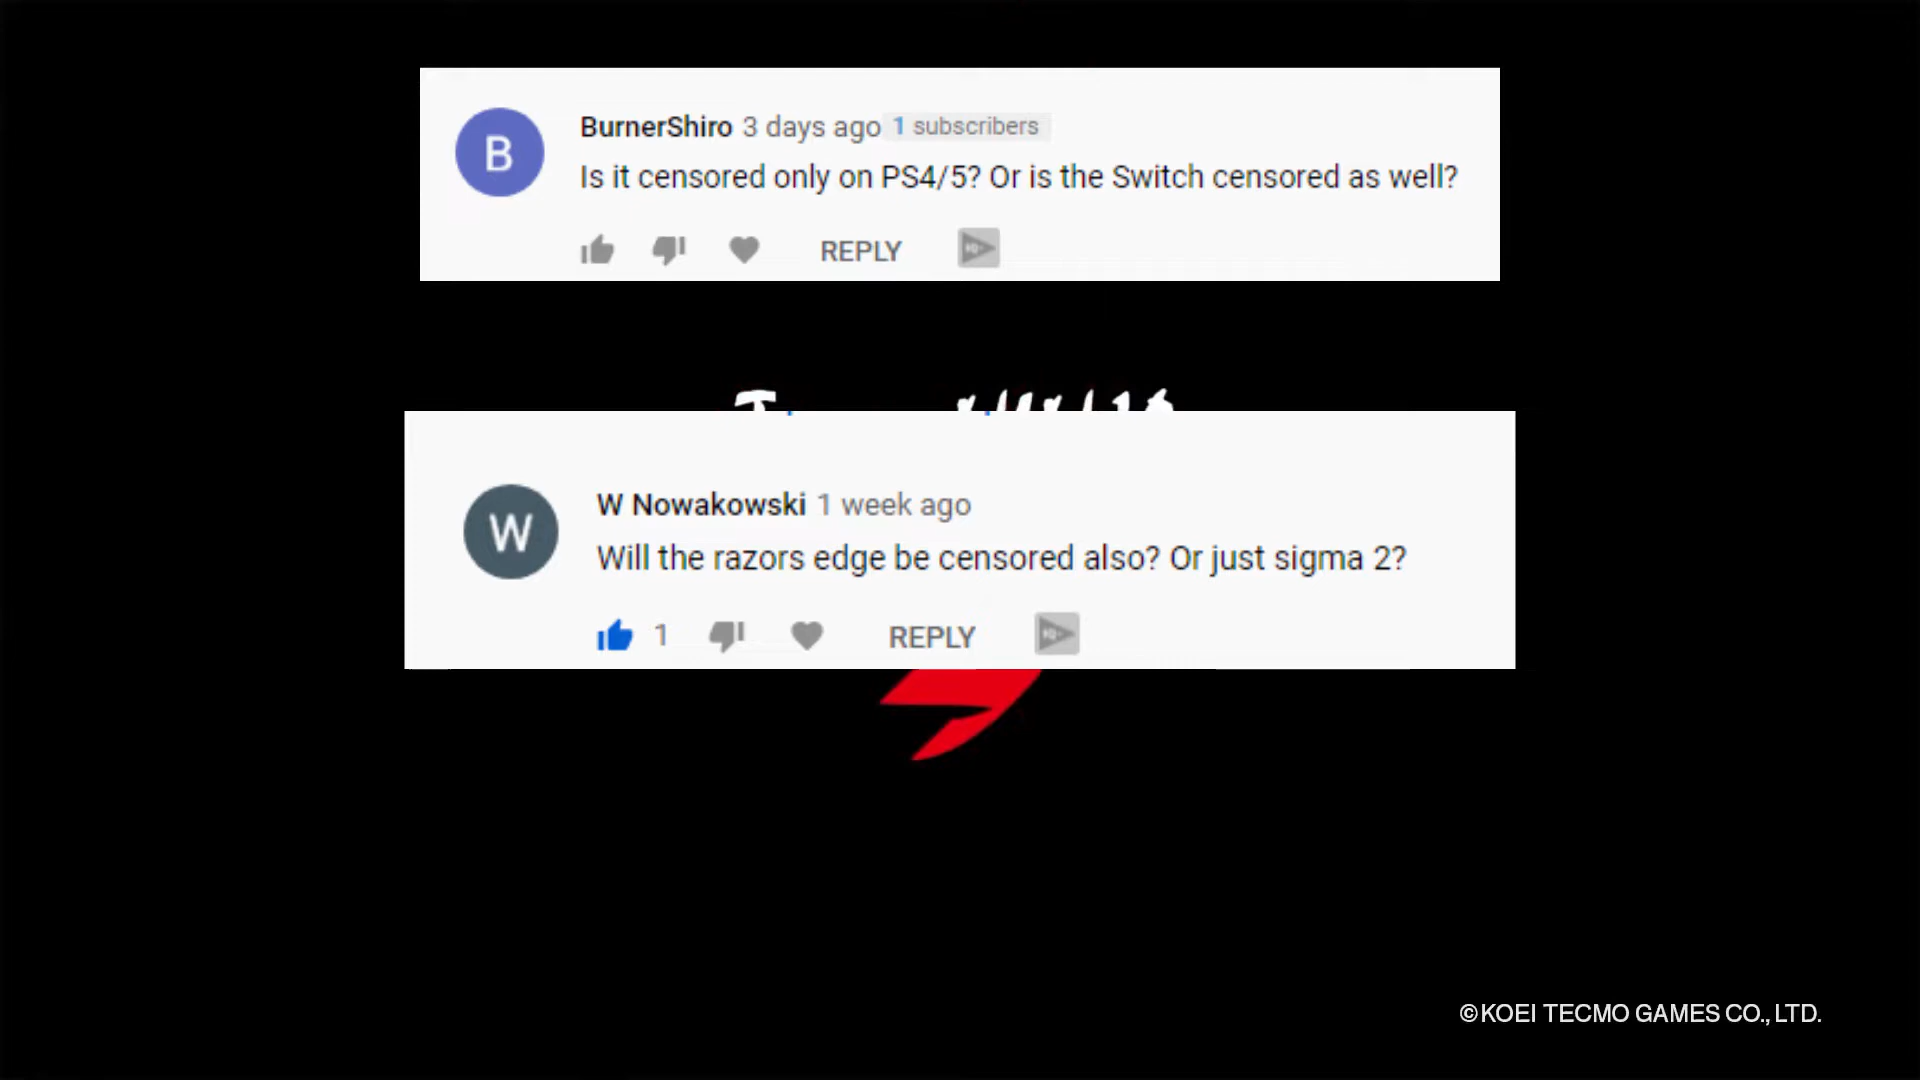 B
BurnerShiro 3 days ago 1 subscribers
Is it censored only on PS4/5? Or is the Switch censored as well?
REPLY
W
W Nowakowski 1 week ago
Will the razors edge be censored also? Or just sigma 2?
1 REPLY
©KOEI TECMO GAMES CO., LTD.